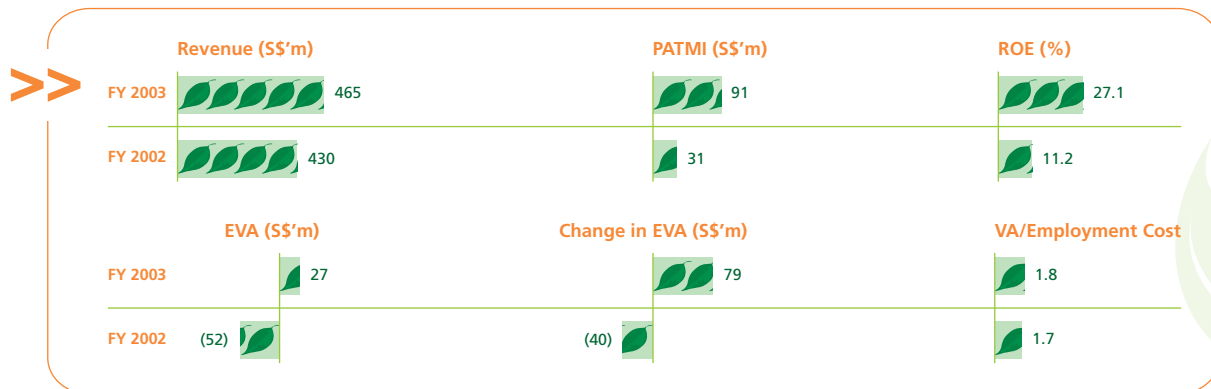 Revenue (S$'m) PATMI (S$'m) ROE (%)
>> FY 2003 465 91 27.1
FY 2002 430 31 11.2
EVA (S$'m) Change in EVA (S$'m) VA/Employment Cost
FY 2003 27 79 1.8
FY 2002 (52) (40) 1.7